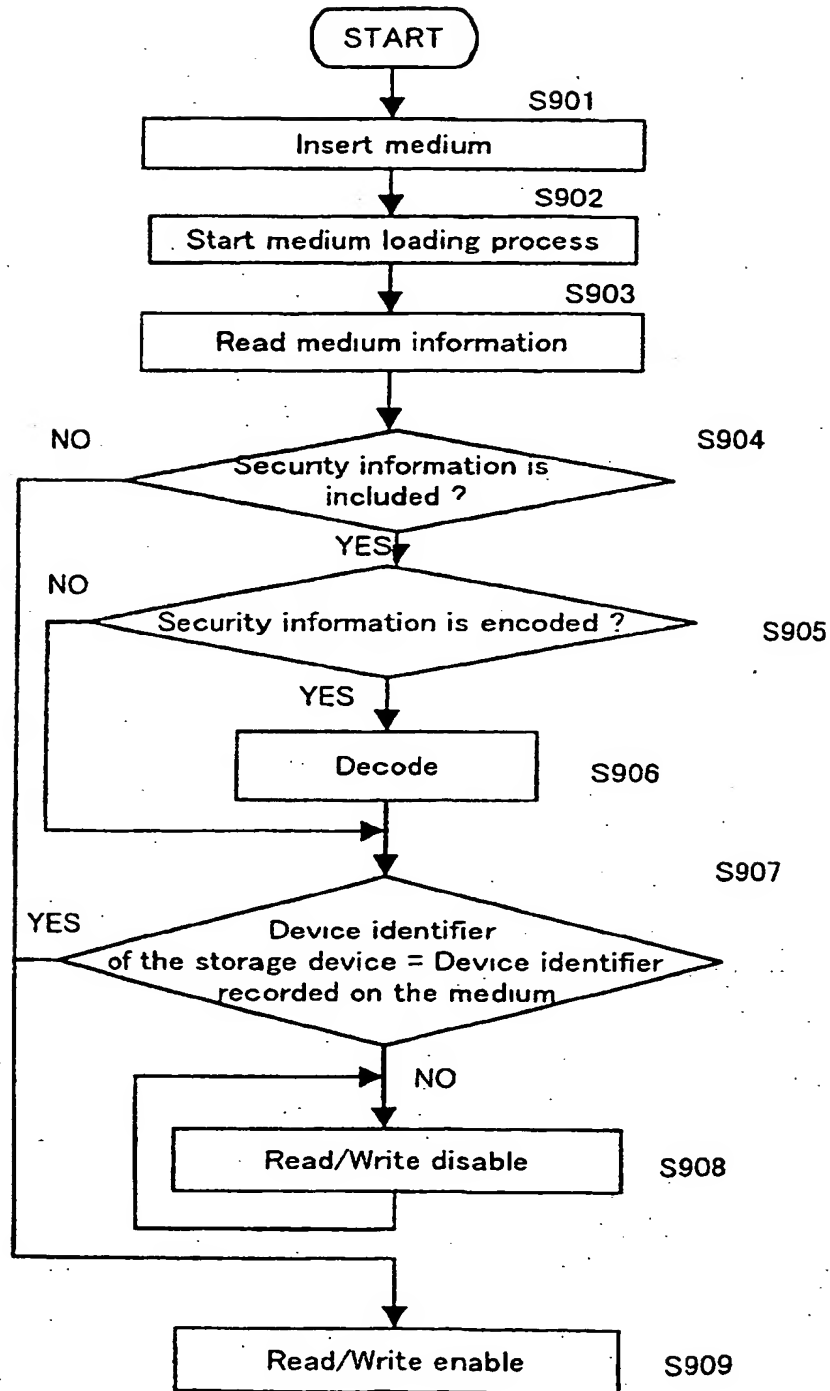 START
S901
Insert medium
S902
Start medium loading process
S903
Read medium information
NO
S904
Security information is
included ?
YES
NO
Security information is encoded ?
S905
YES
Decode
S906
S907
YES
Device identifier
of the storage device = Device identifier
recorded on the medium
NO
Read/Write disable
S908
Read/Write enable
S909